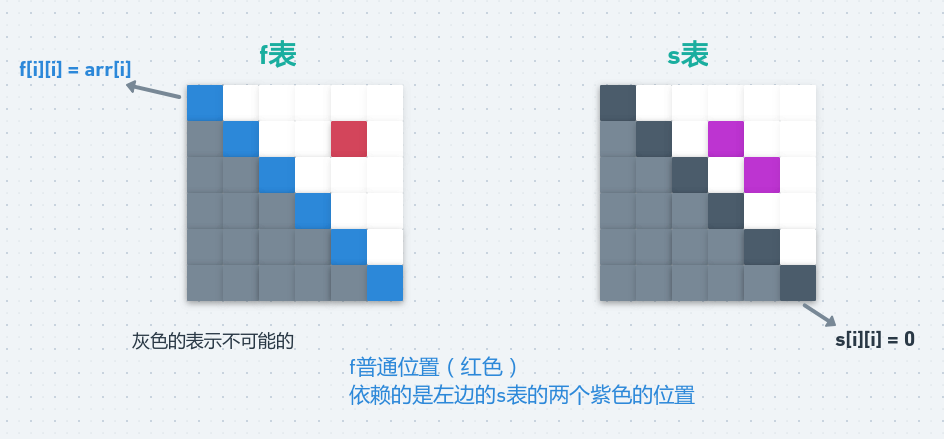 f表
s表
f[i][i] = arr[i]
灰色的表示不可能的
s[i][i] = 0
f普通位置（红色）
依赖的是左边的s表的两个紫色的位置